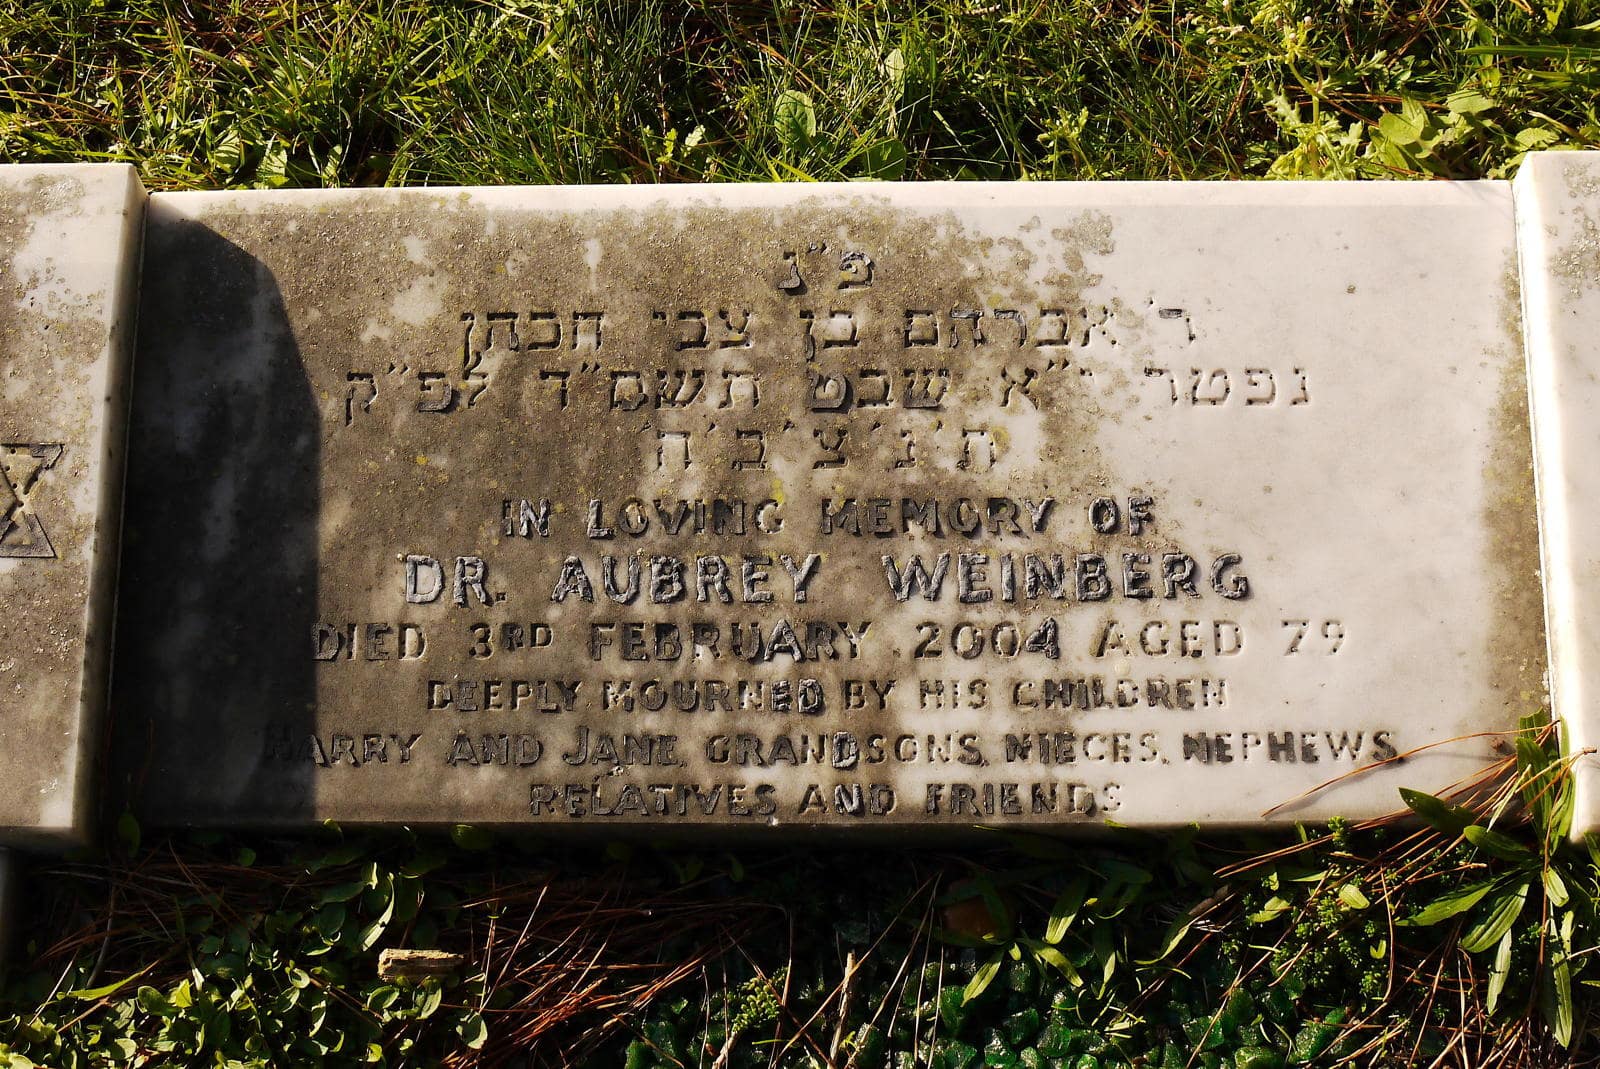 פ"נ
ר' אברהם בן צבי הכהן
נפטר י"א שבט תשס"ד לפ"ק
ת'נ'צ'ב'ה'
IN LOVING MEMORY OF
DR. AUBREY WEINBERG
DIED 3RD FEBRUARY 2004 AGED 79
DEEPLY MOURNED BY HIS CHILDREN
HARRY AND JANE, GRANDSONS, NIECES, NEPHEWS,
RELATIVES AND FRIENDS